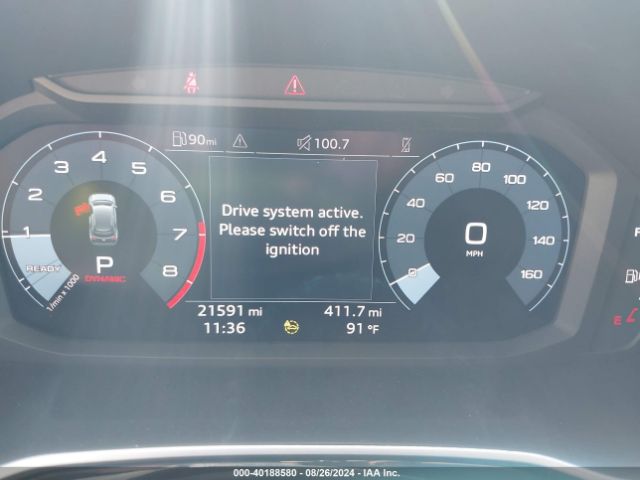 90mi 100.7
Drive system active.
Please switch off the
ignition
1 2 3 4 5 6 7 8
READY
P
DYNAMIC
1/min x 1000
0 20 40 60 80 100 120 140 160
0
MPH
21591 mi 411.7 mi
11:36 91 °F
E
000-40188580 | 08/26/2024 | IAA Inc.